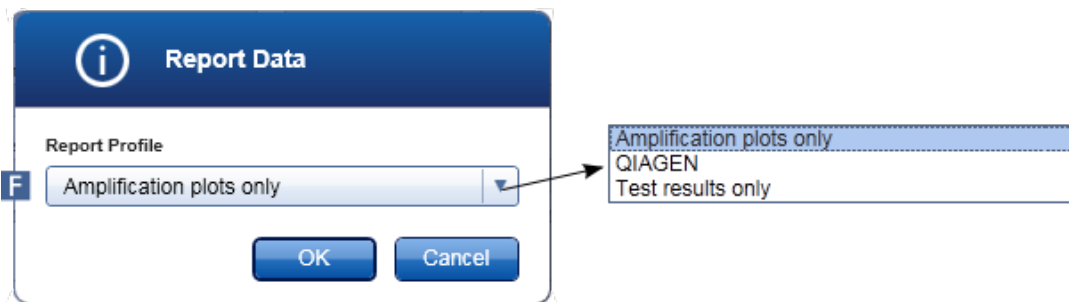 Report Data
Report Profile
F
Amplification plots only
OK
Cancel
Amplification plots only
QIAGEN
Test results only